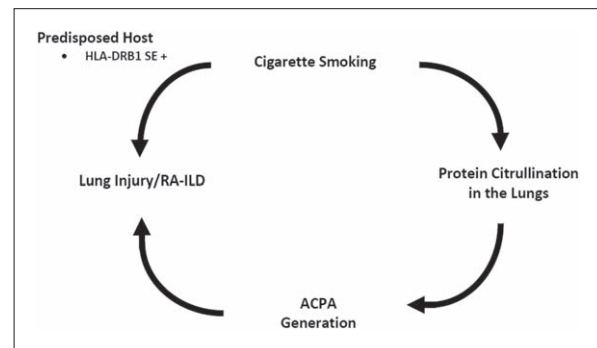 Predisposed Host
• HLA-DRB1 SE +
Cigarette Smoking
Lung Injury/RA-ILD
Protein Citrullination
in the Lungs
ACPA
Generation